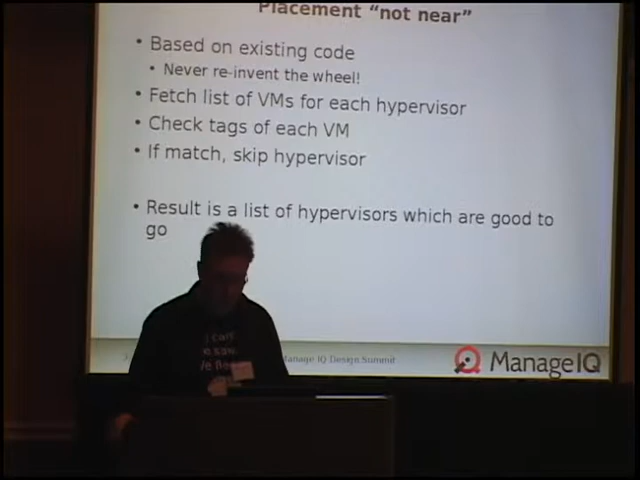 Placement “not near”
• Based on existing code
• Never re-invent the wheel!
• Fetch list of VMs for each hypervisor
• Check tags of each VM
• If match, skip hypervisor
• Result is a list of hypervisors which are good to
go
Manage IQ Design Summit
ManageIQ